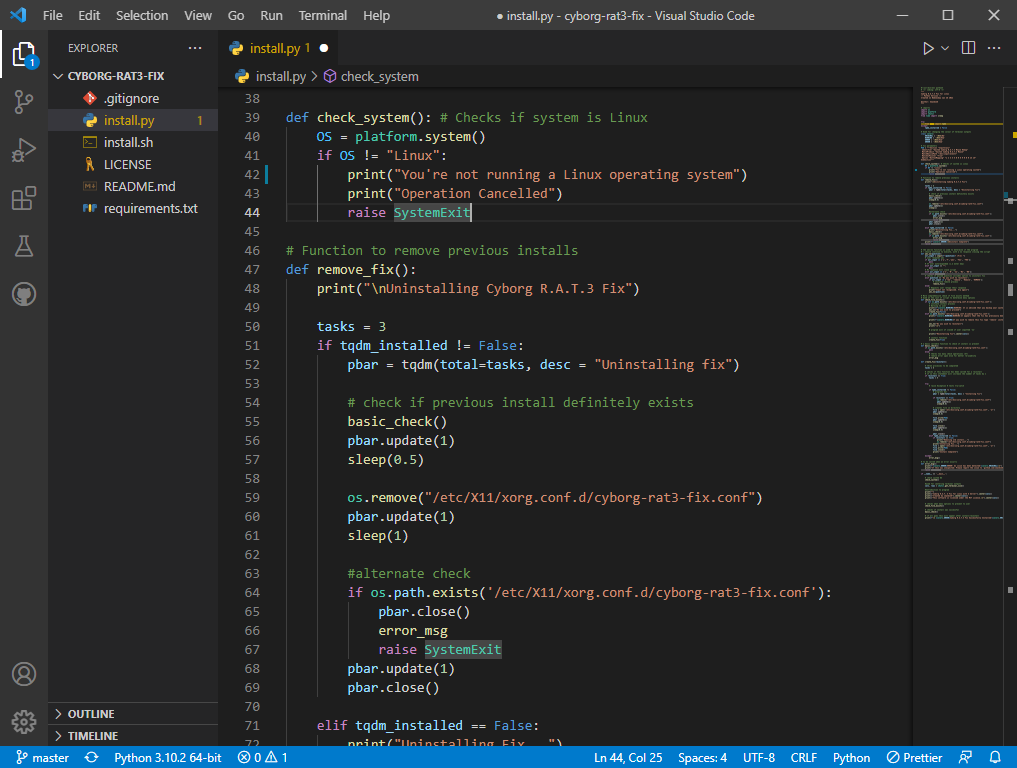 File Edit Selection View Go Run Terminal Help
● install.py - cyborg-rat3-fix - Visual Studio Code
EXPLORER
CYBORG-RAT3-FIX
.gitignore
install.py 1
install.sh
LICENSE
README.md
requirements.txt
OUTLINE
TIMELINE
1
install.py 1 ●
install.py > check_system
38
39 def check_system(): # Checks if system is Linux
40 OS = platform.system()
41 if OS != "Linux":
42 print("You're not running a Linux operating system")
43 print("Operation Cancelled")
44 raise SystemExit
45
46 # Function to remove previous installs
47 def remove_fix():
48 print("\nUninstalling Cyborg R.A.T.3 Fix")
49
50 tasks = 3
51 if tqdm_installed != False:
52 pbar = tqdm(total=tasks, desc = "Uninstalling fix")
53
54 # check if previous install definitely exists
55 basic_check()
56 pbar.update(1)
57 sleep(0.5)
58
59 os.remove("/etc/X11/xorg.conf.d/cyborg-rat3-fix.conf")
60 pbar.update(1)
61 sleep(1)
62
63 #alternate check
64 if os.path.exists('/etc/X11/xorg.conf.d/cyborg-rat3-fix.conf'):
65 pbar.close()
66 error_msg
67 raise SystemExit
68 pbar.update(1)
69 pbar.close()
70
71 elif tqdm_installed == False:
72 print("Uninstalling Fix...")
master Python 3.10.2 64-bit 0 1 Ln 44, Col 25 Spaces: 4 UTF-8 CRLF Python Prettier